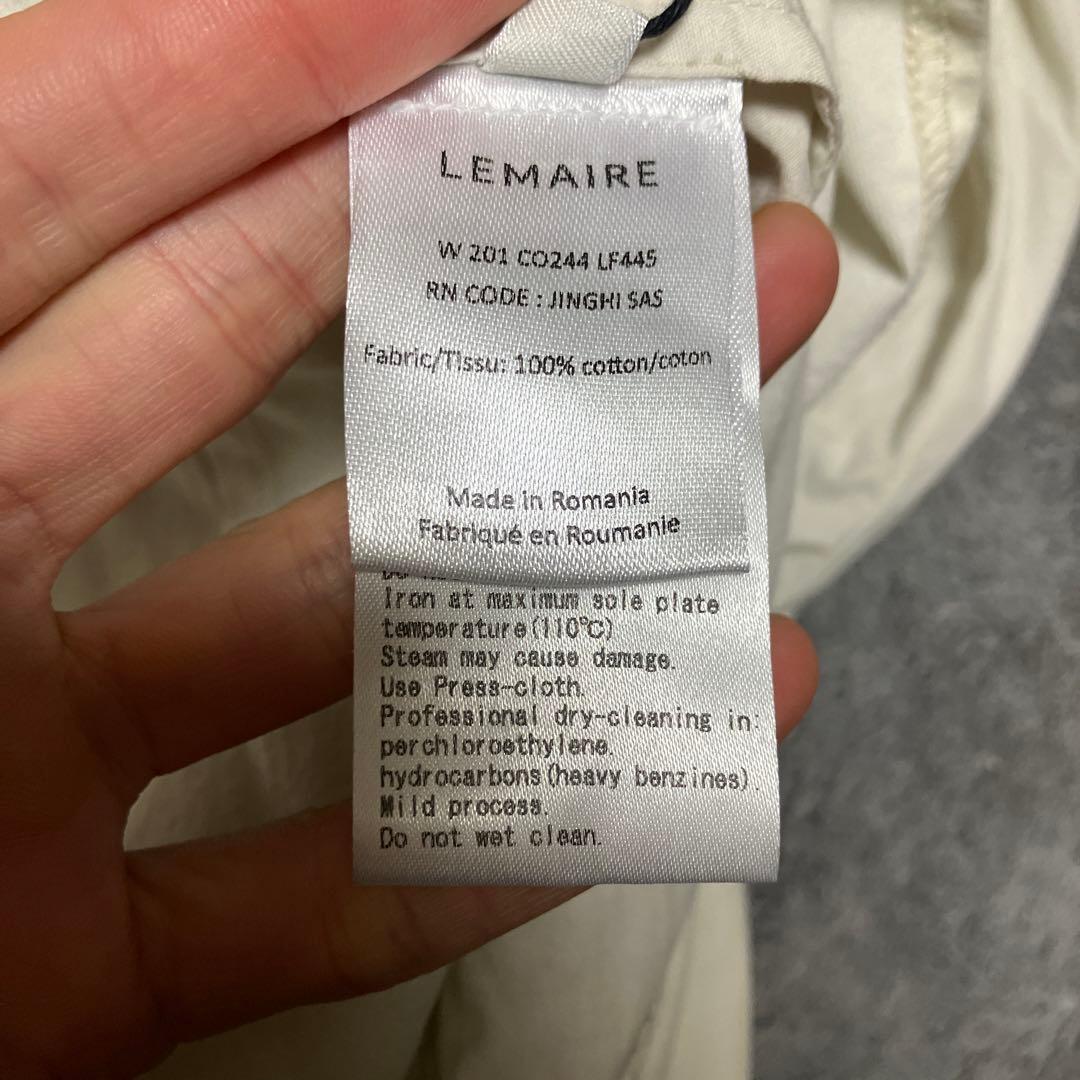 LEMAIRE
W 201 CO244 LF445
RN CODE : JINGHI SAS
Fabric/Tissu: 100% cotton/coton
Made in Romania
Fabriqué en Roumanie
Iron at maximum sole plate
temperature(110℃)
Steam may cause damage.
Use Press-cloth.
Professional dry-cleaning in:
perchloroethylene.
hydrocarbons(heavy benzines).
Mild process.
Do not wet clean.